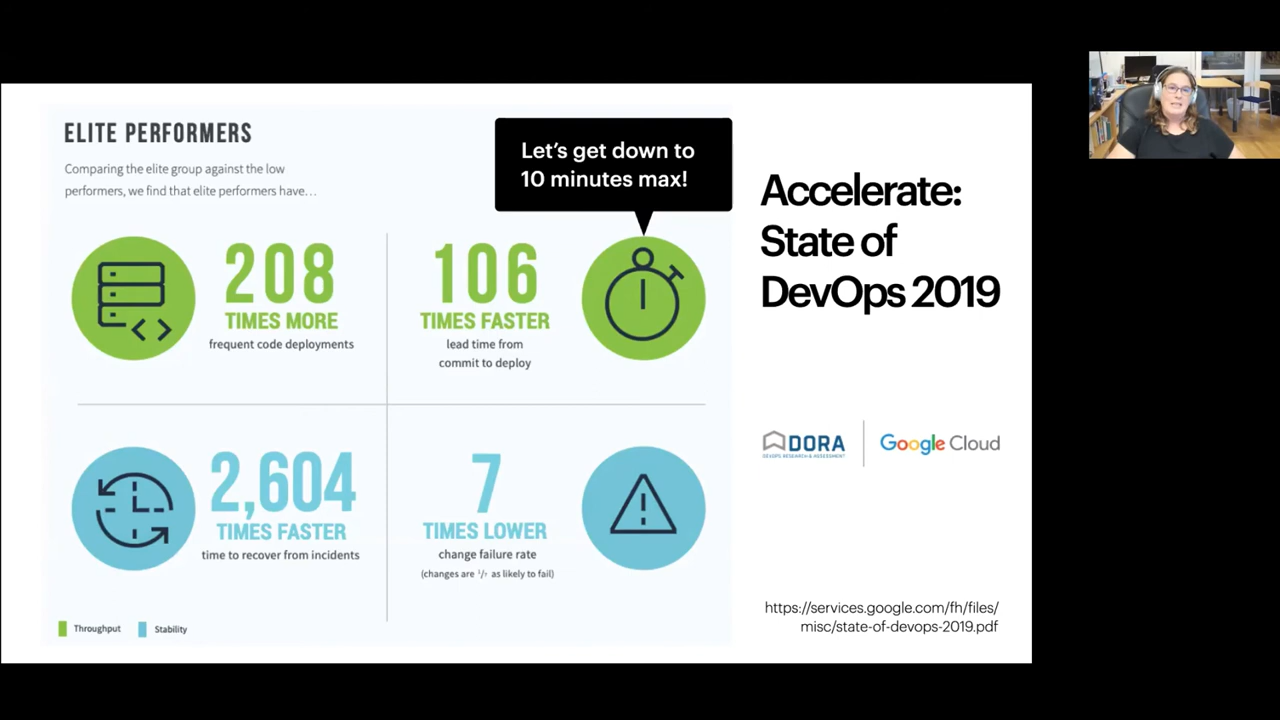 ELITE PERFORMERS
Comparing the elite group against the low
performers, we find that elite performers have…
Let's get down to
10 minutes max!
208
TIMES MORE
frequent code deployments
106
TIMES FASTER
lead time from
commit to deploy
2,604
TIMES FASTER
time to recover from incidents
7
TIMES LOWER
change failure rate
(changes are 1/7 as likely to fail)
Throughput
Stability
Accelerate:
State of
DevOps 2019
DORA
DEVOPS RESEARCH & ASSESSMENT
Google Cloud
https://services.google.com/fh/files/
misc/state-of-devops-2019.pdf